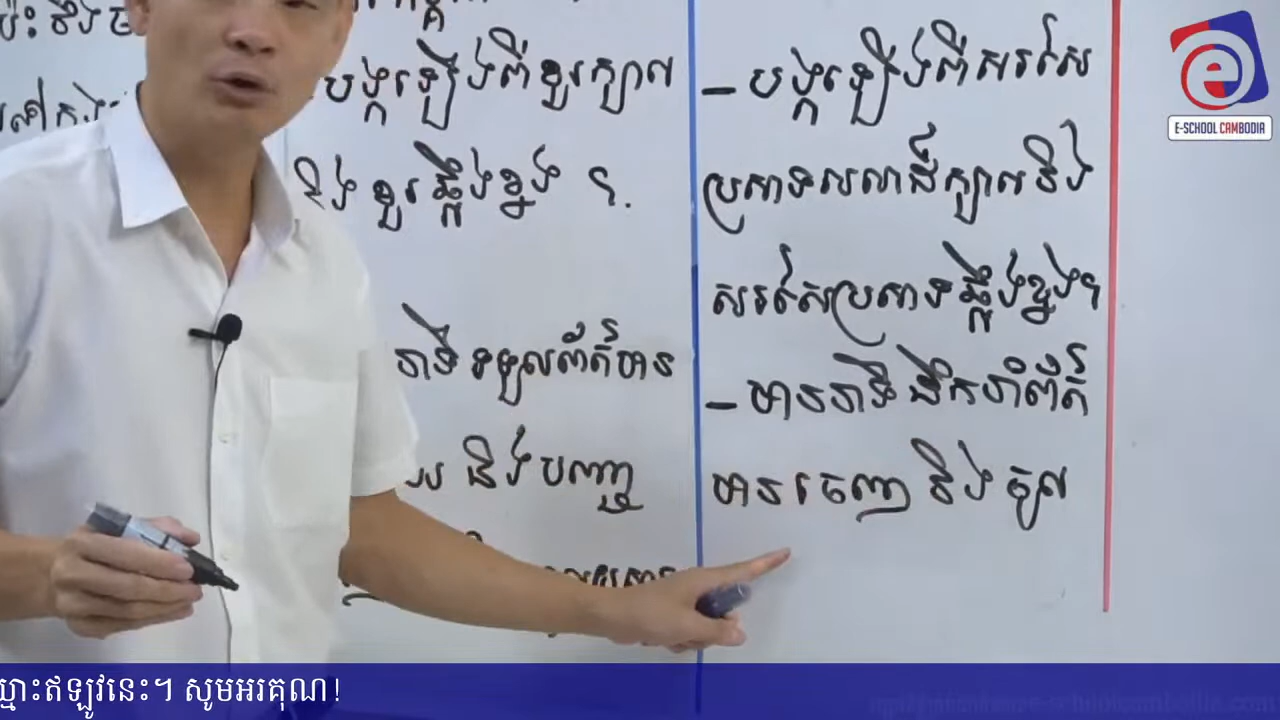 បង្កឡើងពីខួរក្បាល
និង ខួរឆ្អឹងខ្នង ។
នាទី ទទួលព័ត៌មាន
និងបញ្ជា
– បង្កឡើងពីសរសៃ
ប្រសាទលលាដ៍ក្បាលនិង
សរសៃប្រសាទឆ្អឹងខ្នង។
– មាននាទី ដឹកនាំព័ត៌
មានចេញ និង ចូល
E-SCHOOL CAMBODIA
ឈ្មោះឥឡូវនេះ។ សូមអរគុណ!